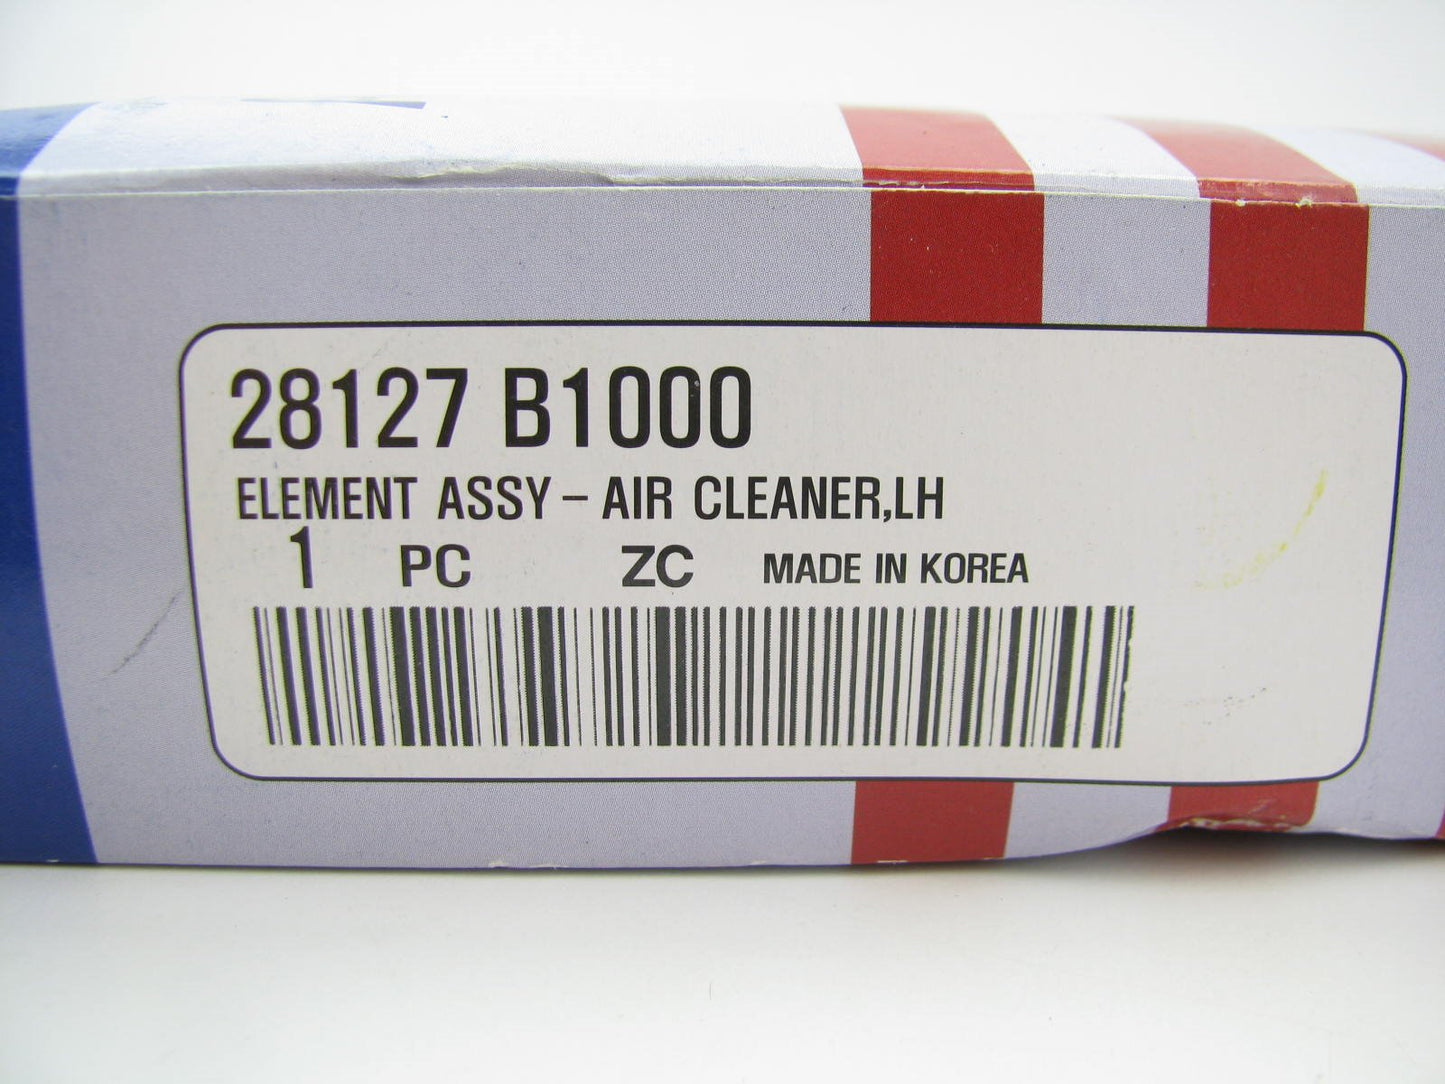 28127 B1000
ELEMENT ASSY – AIR CLEANER,LH
1 PC ZC MADE IN KOREA